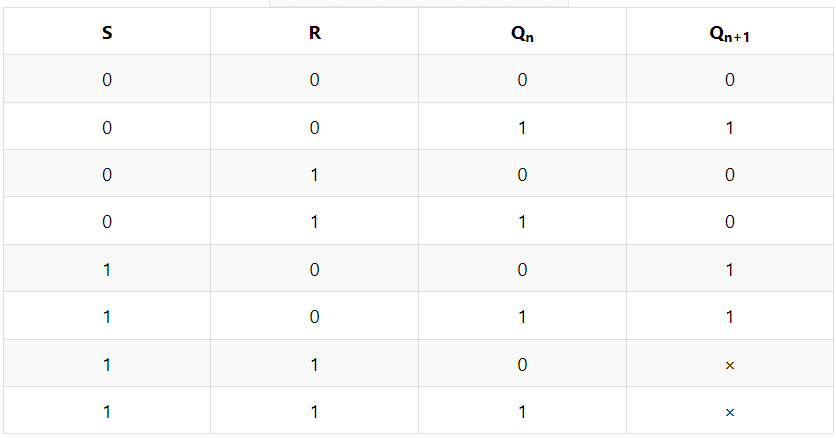 S R Qₙ Qₙ₊₁
0 0 0 0
0 0 1 1
0 1 0 0
0 1 1 0
1 0 0 1
1 0 1 1
1 1 0 ×
1 1 1 ×